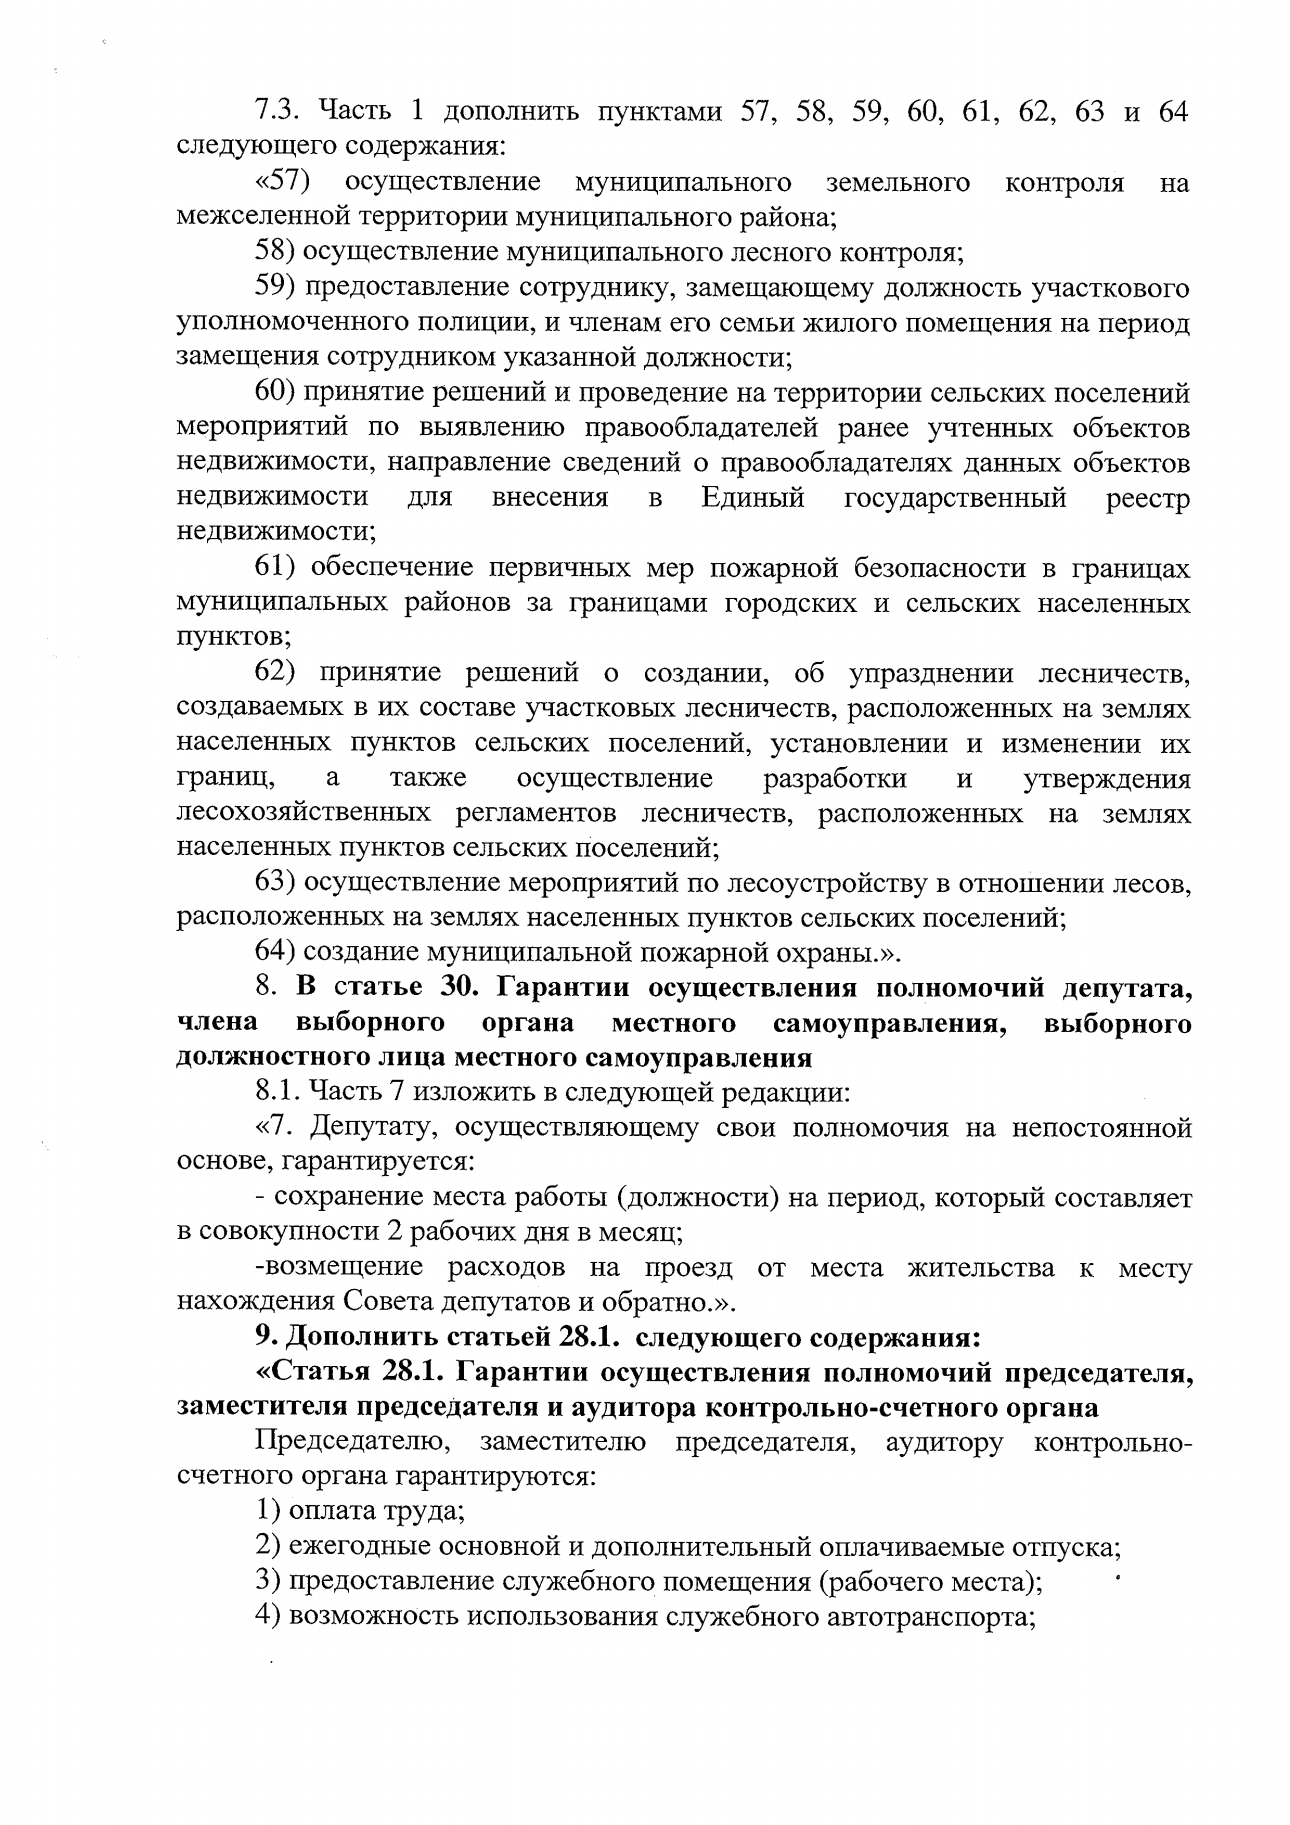 7.3. Часть 1 дополнить пунктами 57, 58, 59, 60, 61, 62, 63 и 64
следующего содержания:
«57) осуществление муниципального земельного контроля на
межселенной территории муниципального района;
58) осуществление муниципального лесного контроля;
59) предоставление сотруднику, замещающему должность участкового
уполномоченного полиции, и членам его семьи жилого помещения на период
замещения сотрудником указанной должности;
60) принятие решений и проведение на территории сельских поселений
мероприятий по выявлению правообладателей ранее учтенных объектов
недвижимости, направление сведений о правообладателях данных объектов
недвижимости для внесения в Единый государственный реестр
недвижимости;
61) обеспечение первичных мер пожарной безопасности в границах
муниципальных районов за границами городских и сельских населенных
пунктов;
62) принятие решений о создании, об упразднении лесничеств,
создаваемых в их составе участковых лесничеств, расположенных на землях
населенных пунктов сельских поселений, установлении и изменении их
границ, а также осуществление разработки и утверждения
лесохозяйственных регламентов лесничеств, расположенных на землях
населенных пунктов сельских поселений;
63) осуществление мероприятий по лесоустройству в отношении лесов,
расположенных на землях населенных пунктов сельских поселений;
64) создание муниципальной пожарной охраны.».
8. В статье 30. Гарантии осуществления полномочий депутата,
члена выборного органа местного самоуправления, выборного
должностного лица местного самоуправления
8.1. Часть 7 изложить в следующей редакции:
«7. Депутату, осуществляющему свои полномочия на непостоянной
основе, гарантируется:
- сохранение места работы (должности) на период, который составляет
в совокупности 2 рабочих дня в месяц;
-возмещение расходов на проезд от места жительства к месту
нахождения Совета депутатов и обратно.».
9. Дополнить статьей 28.1. следующего содержания:
«Статья 28.1. Гарантии осуществления полномочий председателя,
заместителя председателя и аудитора контрольно-счетного органа
Председателю, заместителю председателя, аудитору контрольно-
счетного органа гарантируются:
1) оплата труда;
2) ежегодные основной и дополнительный оплачиваемые отпуска;
3) предоставление служебного помещения (рабочего места);
4) возможность использования служебного автотранспорта;